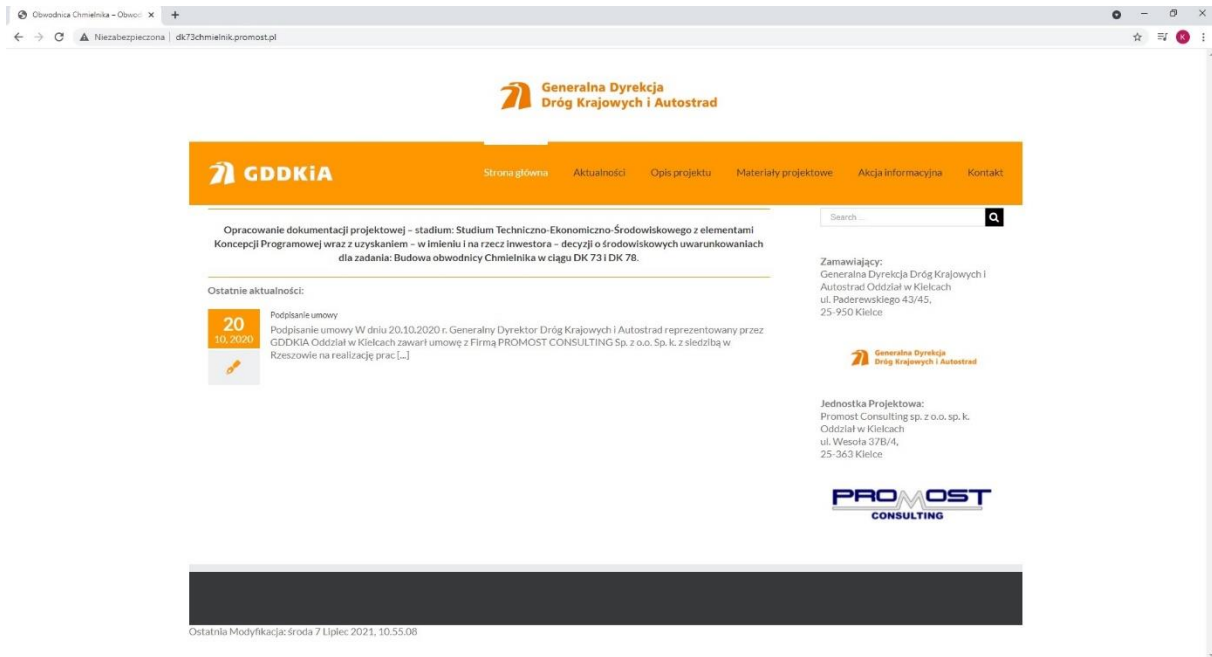 Obwodnica Chmielnika – Obwod
Niezabezpieczona | dk73chmielnik.promost.pl
K
Generalna Dyrekcja
Dróg Krajowych i Autostrad
GDDKiA
Strona główna Aktualności Opis projektu Materiały projektowe Akcja informacyjna Kontakt
Opracowanie dokumentacji projektowej – stadium: Studium Techniczno-Ekonomiczno-Środowiskowego z elementami
Koncepcji Programowej wraz z uzyskaniem – w imieniu i na rzecz inwestora – decyzji o środowiskowych uwarunkowaniach
dla zadania: Budowa obwodnicy Chmielnika w ciągu DK 73 i DK 78.
Ostatnie aktualności:
20
10, 2020
Podpisanie umowy
Podpisanie umowy W dniu 20.10.2020 r. Generalny Dyrektor Dróg Krajowych i Autostrad reprezentowany przez
GDDKIA Oddział w Kielcach zawarł umowę z Firmą PROMOST CONSULTING Sp. z o.o. Sp. k. z siedzibą w
Rzeszowie na realizację prac [...]
Search ...
Zamawiający:
Generalna Dyrekcja Dróg Krajowych i
Autostrad Oddział w Kielcach
ul. Paderewskiego 43/45,
25-950 Kielce
Generalna Dyrekcja
Dróg Krajowych i Autostrad
Jednostka Projektowa:
Promost Consulting sp. z o.o. sp. k.
Oddział w Kielcach
ul. Wesoła 37B/4,
25-363 Kielce
PROMOST
CONSULTING
Ostatnia Modyfikacja: środa 7 Lipiec 2021, 10.55.08